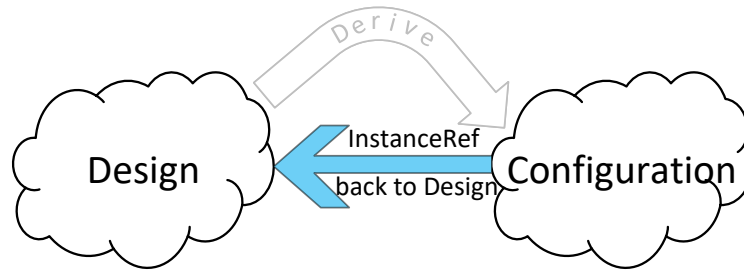 Derive
InstanceRef
Design
Configuration
back to Design